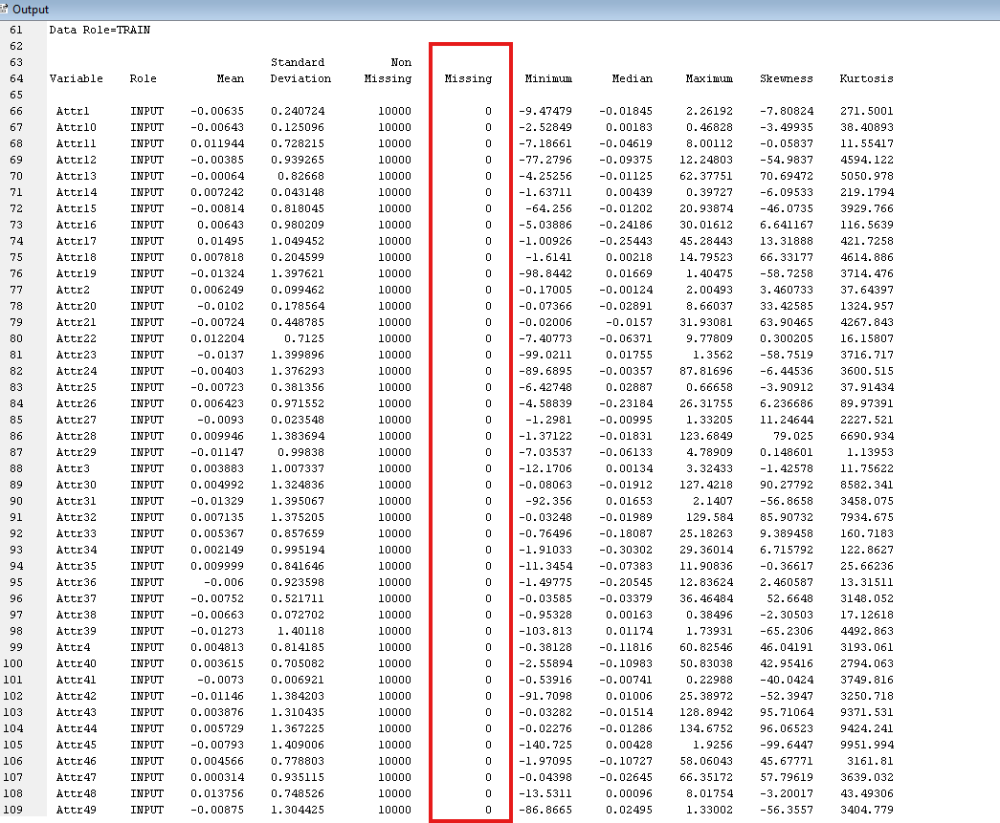 Output
61 Data Role=TRAIN
62
63 Standard Non
64 Variable Role Mean Deviation Missing Missing Minimum Median Maximum Skewness Kurtosis
65
66 Attr1 INPUT -0.00635 0.240724 10000 0 -9.47479 -0.01845 2.26192 -7.80824 271.5001
67 Attr10 INPUT -0.00643 0.125096 10000 0 -2.52849 0.00183 0.46828 -3.49935 38.40893
68 Attr11 INPUT 0.011944 0.728215 10000 0 -7.18661 -0.04619 8.00112 -0.05837 11.55417
69 Attr12 INPUT -0.00385 0.939265 10000 0 -77.2796 -0.09375 12.24803 -54.9837 4594.122
70 Attr13 INPUT -0.00064 0.82668 10000 0 -4.25256 -0.01125 62.37751 70.69472 5050.978
71 Attr14 INPUT 0.007242 0.043148 10000 0 -1.63711 0.00439 0.39727 -6.09533 219.1794
72 Attr15 INPUT -0.00814 0.818045 10000 0 -64.256 -0.01202 20.93874 -46.0735 3929.766
73 Attr16 INPUT 0.00643 0.980209 10000 0 -5.03886 -0.24186 30.01612 6.641167 116.5639
74 Attr17 INPUT 0.01495 1.049452 10000 0 -1.00926 -0.25443 45.28443 13.31888 421.7258
75 Attr18 INPUT 0.007818 0.204599 10000 0 -1.6141 0.00218 14.79523 66.33177 4614.886
76 Attr19 INPUT -0.01324 1.397621 10000 0 -98.8442 0.01669 1.40475 -58.7258 3714.476
77 Attr2 INPUT 0.006249 0.099462 10000 0 -0.17005 -0.00124 2.00493 3.460733 37.64397
78 Attr20 INPUT -0.0102 0.178564 10000 0 -0.07366 -0.02891 8.66037 33.42585 1324.957
79 Attr21 INPUT -0.00724 0.448785 10000 0 -0.02006 -0.0157 31.93081 63.90465 4267.843
80 Attr22 INPUT 0.012204 0.7125 10000 0 -7.40773 -0.06371 9.77809 0.300205 16.15807
81 Attr23 INPUT -0.0137 1.399896 10000 0 -99.0211 0.01755 1.3562 -58.7519 3716.717
82 Attr24 INPUT -0.00403 1.376293 10000 0 -89.6895 -0.00357 87.81696 -6.44536 3600.515
83 Attr25 INPUT -0.00723 0.381356 10000 0 -6.42748 0.02887 0.66658 -3.90912 37.91434
84 Attr26 INPUT 0.006423 0.971552 10000 0 -4.58839 -0.23184 26.31755 6.236686 89.97391
85 Attr27 INPUT -0.0093 0.023548 10000 0 -1.2981 -0.00995 1.33205 11.24644 2227.521
86 Attr28 INPUT 0.009946 1.383694 10000 0 -1.37122 -0.01831 123.6849 79.025 6690.934
87 Attr29 INPUT -0.01147 0.99838 10000 0 -7.03537 -0.06133 4.78909 0.148601 1.13953
88 Attr3 INPUT 0.003883 1.007337 10000 0 -12.1706 0.00134 3.32433 -1.42578 11.75622
89 Attr30 INPUT 0.004992 1.324836 10000 0 -0.08063 -0.01912 127.4218 90.27792 8582.341
90 Attr31 INPUT -0.01329 1.395067 10000 0 -92.356 0.01653 2.1407 -56.8658 3458.075
91 Attr32 INPUT 0.007135 1.375205 10000 0 -0.03248 -0.01989 129.584 85.90732 7934.675
92 Attr33 INPUT 0.005367 0.857659 10000 0 -0.76496 -0.18087 25.18263 9.389458 160.7183
93 Attr34 INPUT 0.002149 0.995194 10000 0 -1.91033 -0.30302 29.36014 6.715792 122.8627
94 Attr35 INPUT 0.009999 0.841646 10000 0 -11.3454 -0.07383 11.90836 -0.36617 25.66236
95 Attr36 INPUT -0.006 0.923598 10000 0 -1.49775 -0.20545 12.83624 2.460587 13.31511
96 Attr37 INPUT -0.00752 0.521711 10000 0 -0.03585 -0.03379 36.46484 52.6648 3148.052
97 Attr38 INPUT -0.00663 0.072702 10000 0 -0.95328 0.00163 0.38496 -2.30503 17.12618
98 Attr39 INPUT -0.01273 1.40118 10000 0 -103.813 0.01174 1.73931 -65.2306 4492.863
99 Attr4 INPUT 0.004813 0.814185 10000 0 -0.38128 -0.11816 60.82546 46.04191 3193.061
100 Attr40 INPUT 0.003615 0.705082 10000 0 -2.55894 -0.10983 50.83038 42.95416 2794.063
101 Attr41 INPUT -0.0073 0.006921 10000 0 -0.53916 -0.00741 0.22988 -40.0424 3749.816
102 Attr42 INPUT -0.01146 1.384203 10000 0 -91.7098 0.01006 25.38972 -52.3947 3250.718
103 Attr43 INPUT 0.003876 1.310435 10000 0 -0.03282 -0.01514 128.8942 95.71064 9371.531
104 Attr44 INPUT 0.005729 1.367225 10000 0 -0.02276 -0.01286 134.6752 96.06523 9424.241
105 Attr45 INPUT -0.00793 1.409006 10000 0 -140.725 0.00428 1.9256 -99.6447 9951.994
106 Attr46 INPUT 0.004566 0.778803 10000 0 -1.97095 -0.10727 58.06043 45.67771 3161.81
107 Attr47 INPUT 0.000314 0.935115 10000 0 -0.04398 -0.02645 66.35172 57.79619 3639.032
108 Attr48 INPUT 0.013756 0.748526 10000 0 -13.5311 0.00096 8.01754 -3.20017 43.49306
109 Attr49 INPUT -0.00875 1.304425 10000 0 -86.8665 0.02495 1.33002 -56.3557 3404.779